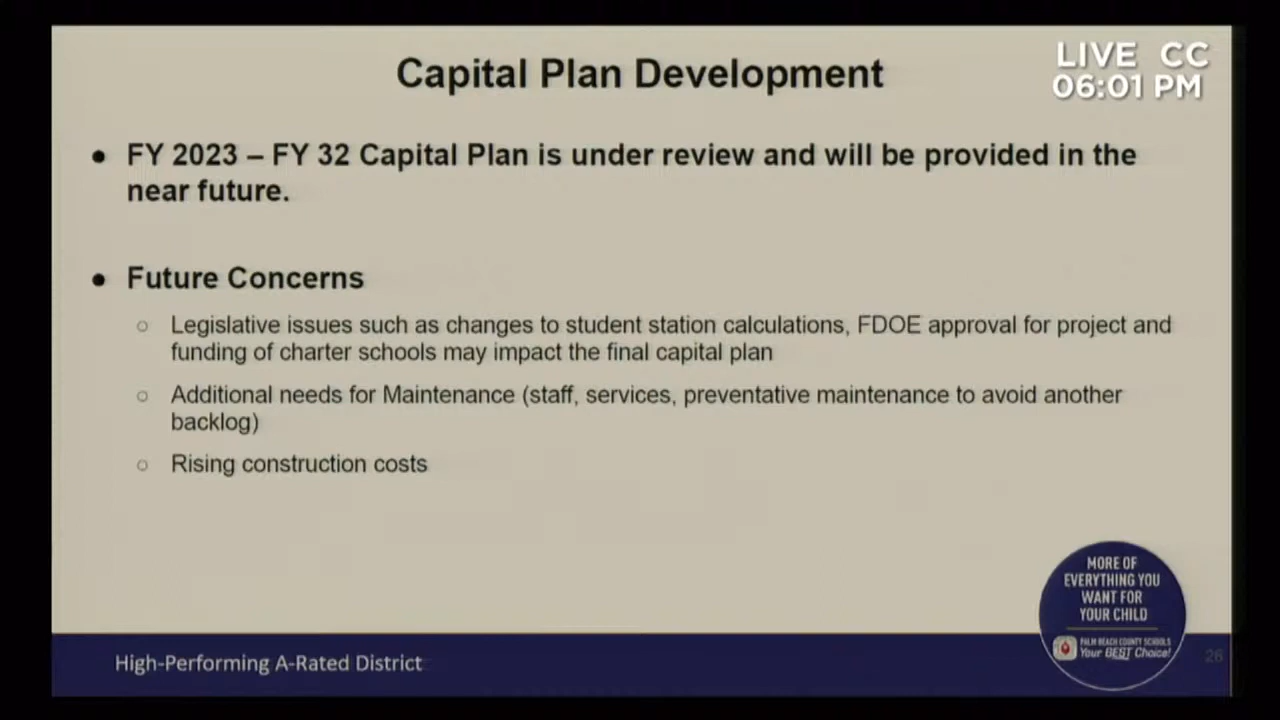 Capital Plan Development
LIVE CC
06:01 PM
● FY 2023 – FY 32 Capital Plan is under review and will be provided in the
near future.
● Future Concerns
○ Legislative issues such as changes to student station calculations, FDOE approval for project and
funding of charter schools may impact the final capital plan
○ Additional needs for Maintenance (staff, services, preventative maintenance to avoid another
backlog)
○ Rising construction costs
MORE OF
EVERYTHING YOU
WANT FOR
YOUR CHILD
PALM BEACH COUNTY SCHOOLS
Your BEST Choice!
High-Performing A-Rated District
26